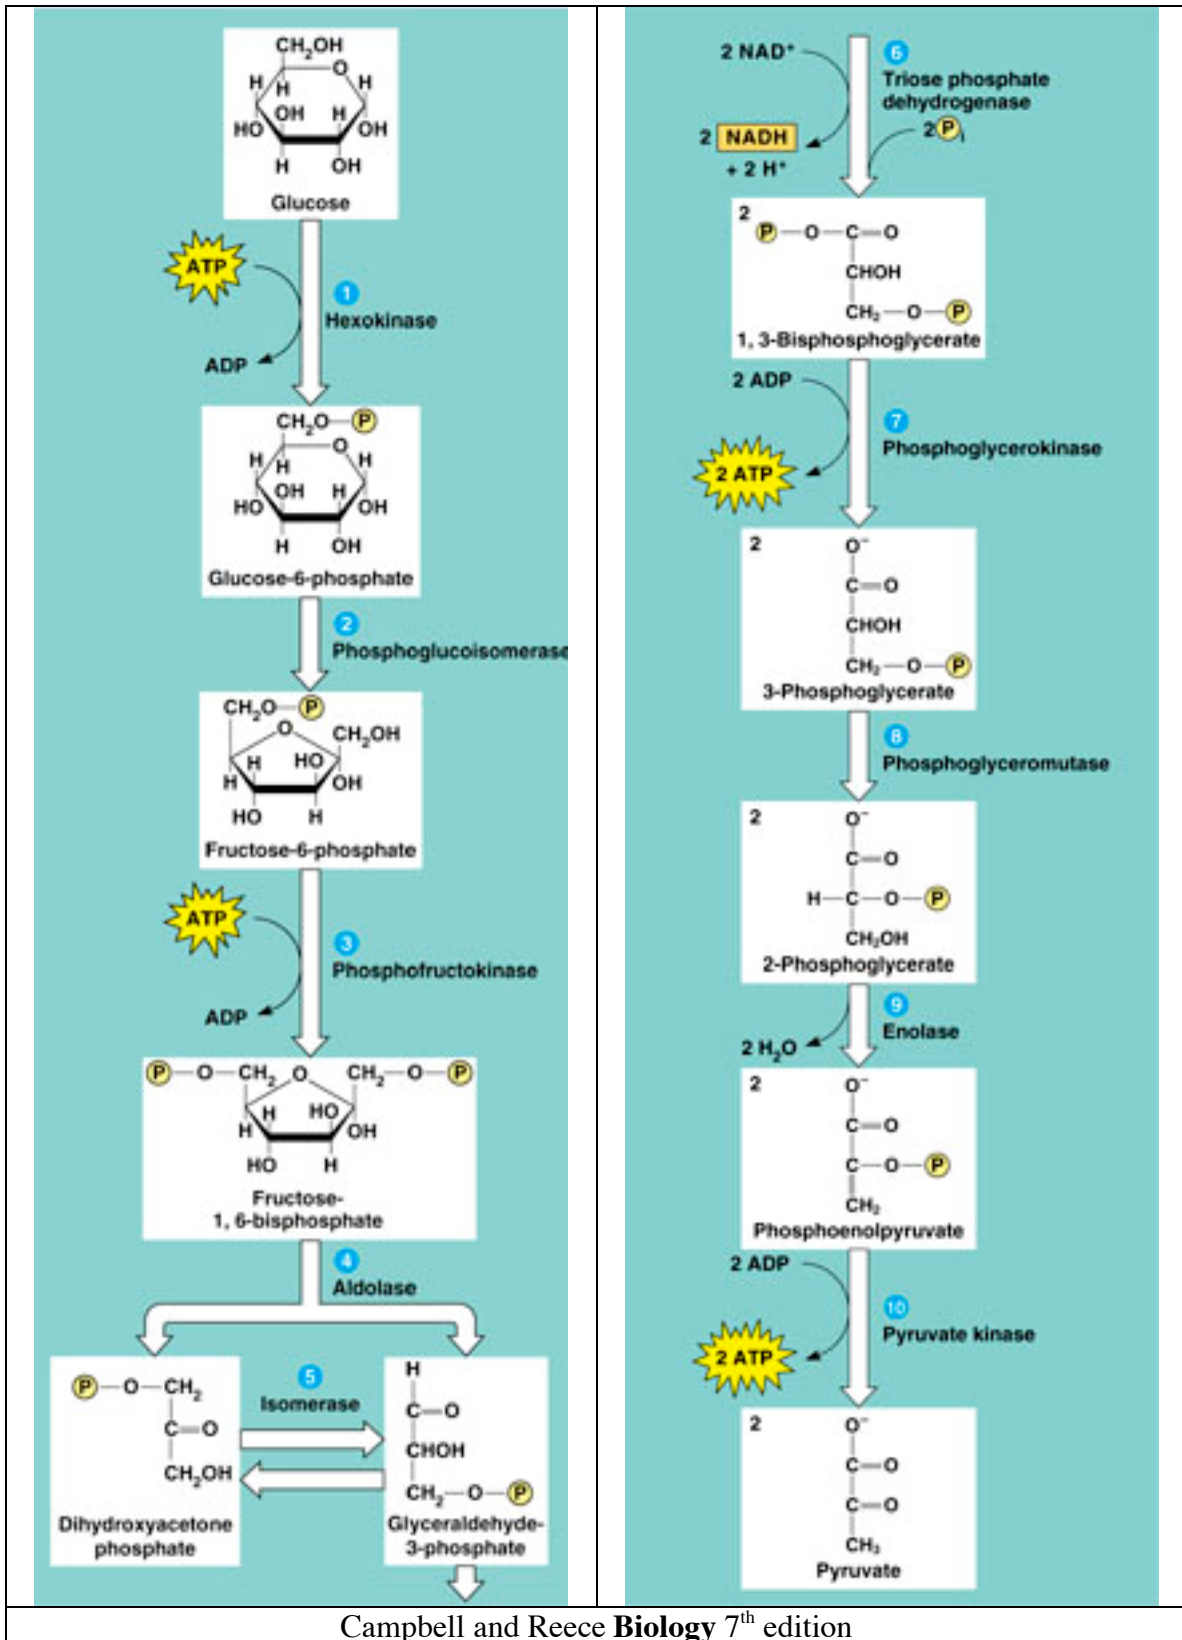 CH₂OH
O
H
H
H
OH
H
HO
OH
H
OH
Glucose
ATP
1
Hexokinase
ADP
CH₂O—P
O
H
H
H
OH
H
HO
OH
H
OH
Glucose-6-phosphate
2
Phosphoglucoisomerase
CH₂O—P
O
CH₂OH
H
H
HO
OH
HO
H
Fructose-6-phosphate
ATP
3
Phosphofructokinase
ADP
P—O—CH₂
O
CH₂—O—P
H
HO
H
OH
HO
H
Fructose-
1, 6-bisphosphate
4
Aldolase
P—O—CH₂
C=O
CH₂OH
Dihydroxyacetone
phosphate
5
Isomerase
H
C=O
CHOH
CH₂—O—P
Glyceraldehyde-
3-phosphate
2 NAD⁺
6
Triose phosphate
dehydrogenase
2 NADH
+ 2 H⁺
2 P i
2
P—O—C=O
CHOH
CH₂—O—P
1, 3-Bisphosphoglycerate
2 ADP
7
Phosphoglycerokinase
2 ATP
2
O⁻
C=O
CHOH
CH₂—O—P
3-Phosphoglycerate
8
Phosphoglyceromutase
2
O⁻
C=O
H—C—O—P
CH₂OH
2-Phosphoglycerate
9
Enolase
2 H₂O
2
O⁻
C=O
C—O—P
CH₂
Phosphoenolpyruvate
2 ADP
10
Pyruvate kinase
2 ATP
2
O⁻
C=O
C=O
CH₃
Pyruvate
Campbell and Reece Biology 7th edition